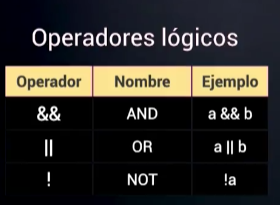 Operadores lógicos
Operador Nombre Ejemplo
&& AND a && b
|| OR a || b
! NOT !a